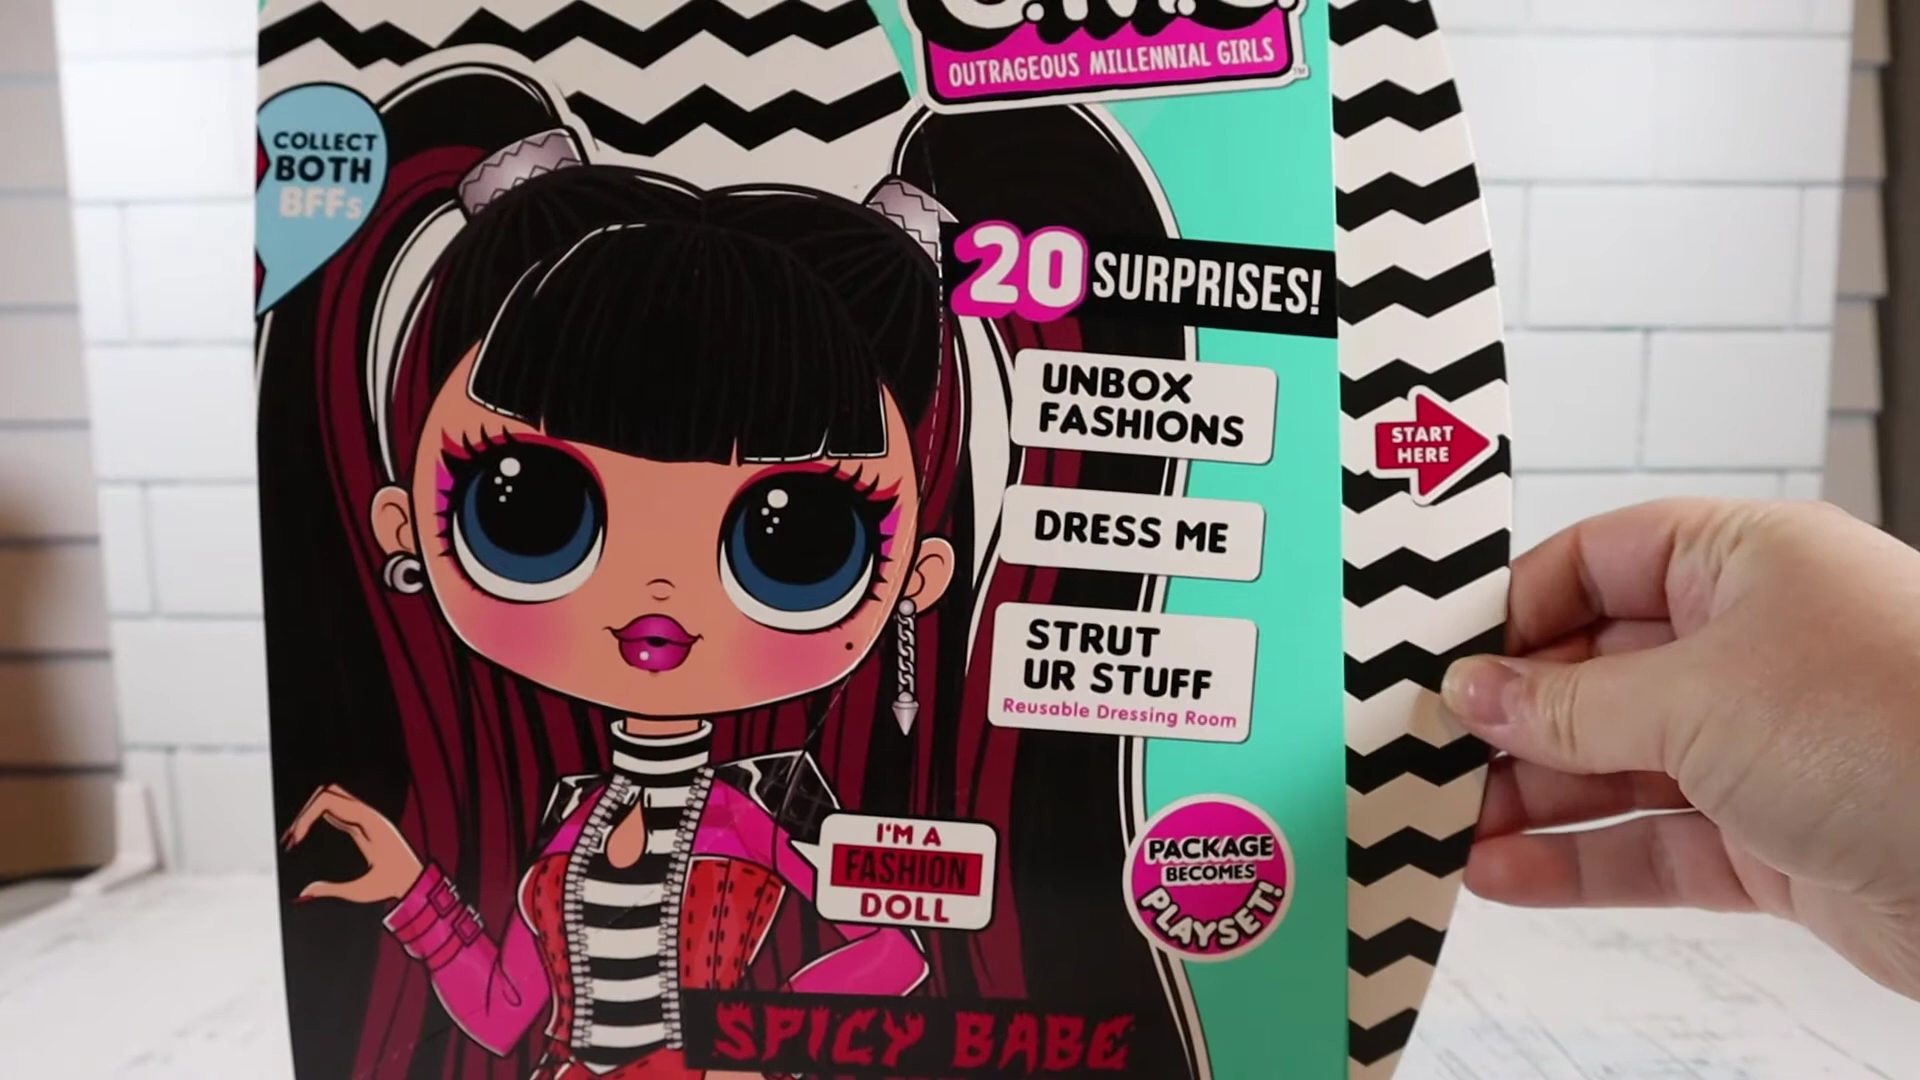 O.M.G.
OUTRAGEOUS MILLENNIAL GIRLS
TM
COLLECT
BOTH
BFFs
20 SURPRISES!
UNBOX
FASHIONS
START
HERE
DRESS ME
STRUT
UR STUFF
Reusable Dressing Room
I'M A
FASHION
DOLL
PACKAGE
BECOMES
PLAYSET!
SPICY BABE